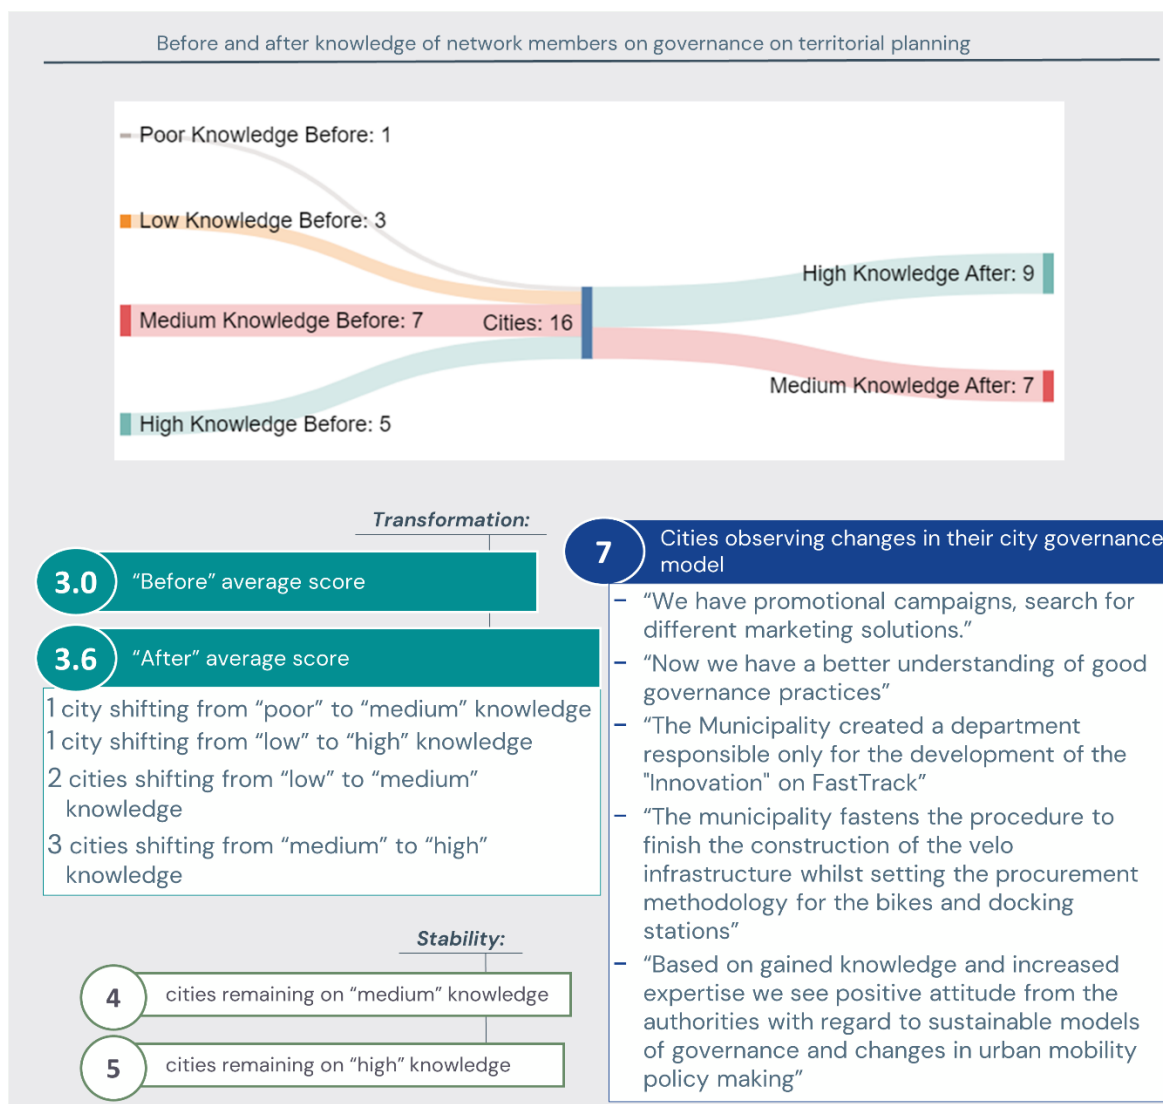 Before and after knowledge of network members on governance on territorial planning
Poor Knowledge Before: 1
Low Knowledge Before: 3
Medium Knowledge Before: 7
High Knowledge Before: 5
Cities: 16
High Knowledge After: 9
Medium Knowledge After: 7
Transformation:
3.0 “Before” average score
3.6 “After” average score
1 city shifting from “poor” to “medium” knowledge
1 city shifting from “low” to “high” knowledge
2 cities shifting from “low” to “medium”
knowledge
3 cities shifting from “medium” to “high”
knowledge
Stability:
4 cities remaining on “medium” knowledge
5 cities remaining on “high” knowledge
7 Cities observing changes in their city governance
model
– “We have promotional campaigns, search for
different marketing solutions.”
– “Now we have a better understanding of good
governance practices”
– “The Municipality created a department
responsible only for the development of the
"Innovation" on FastTrack”
– “The municipality fastens the procedure to
finish the construction of the velo
infrastructure whilst setting the procurement
methodology for the bikes and docking
stations”
– “Based on gained knowledge and increased
expertise we see positive attitude from the
authorities with regard to sustainable models
of governance and changes in urban mobility
policy making”